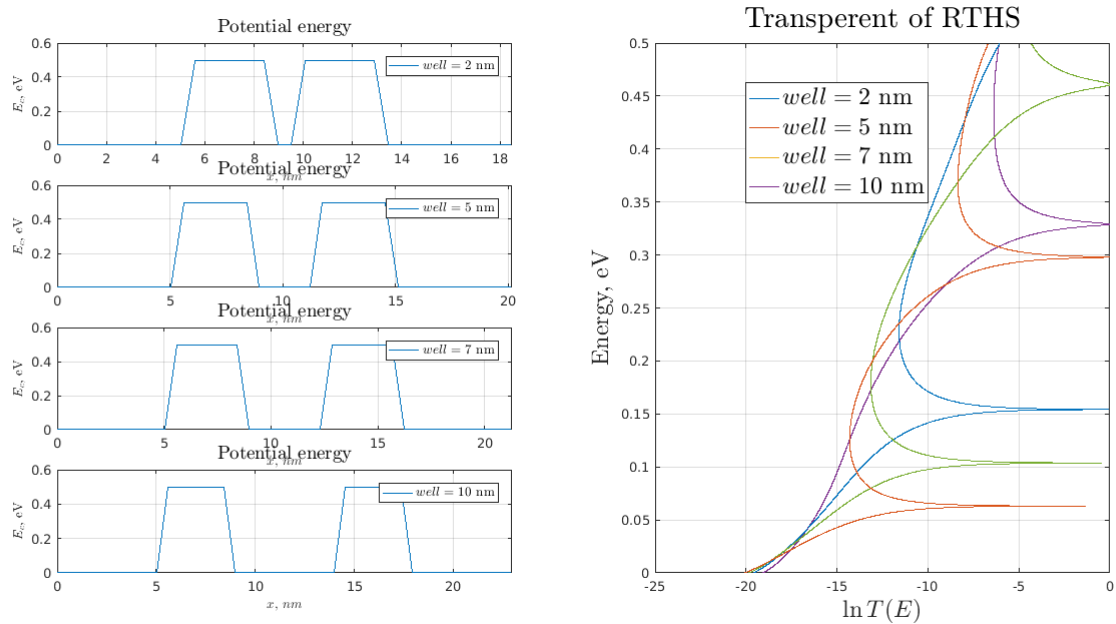 Potential energy
E_c, eV
0.6
0.4
0.2
0
well = 2 nm
0 2 4 6 8 10 12 14 16 18
x, nm
Potential energy
E_c, eV
0.6
0.4
0.2
0
well = 5 nm
0 5 10 15 20
x, nm
Potential energy
E_c, eV
0.6
0.4
0.2
0
well = 7 nm
0 5 10 15 20
x, nm
Potential energy
E_c, eV
0.6
0.4
0.2
0
well = 10 nm
0 5 10 15 20
x, nm
Transperent of RTHS
Energy, eV
0.5
0.45
0.4
0.35
0.3
0.25
0.2
0.15
0.1
0.05
0
well = 2 nm
well = 5 nm
well = 7 nm
well = 10 nm
-25 -20 -15 -10 -5 0
ln T(E)